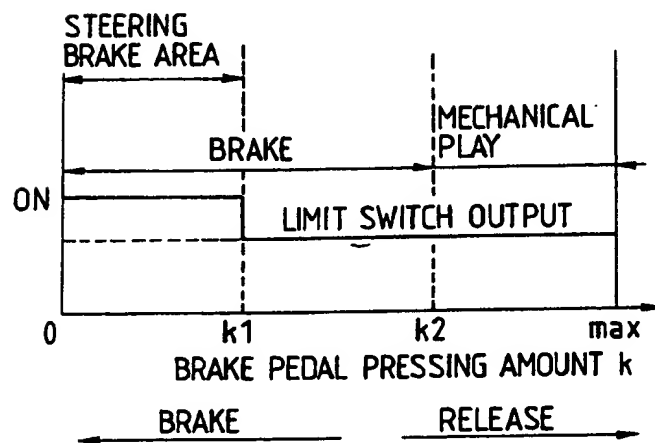 STEERING
BRAKE AREA
MECHANICAL
PLAY
BRAKE
ON
LIMIT SWITCH OUTPUT
0 k1 k2 max
BRAKE PEDAL PRESSING AMOUNT k
BRAKE RELEASE